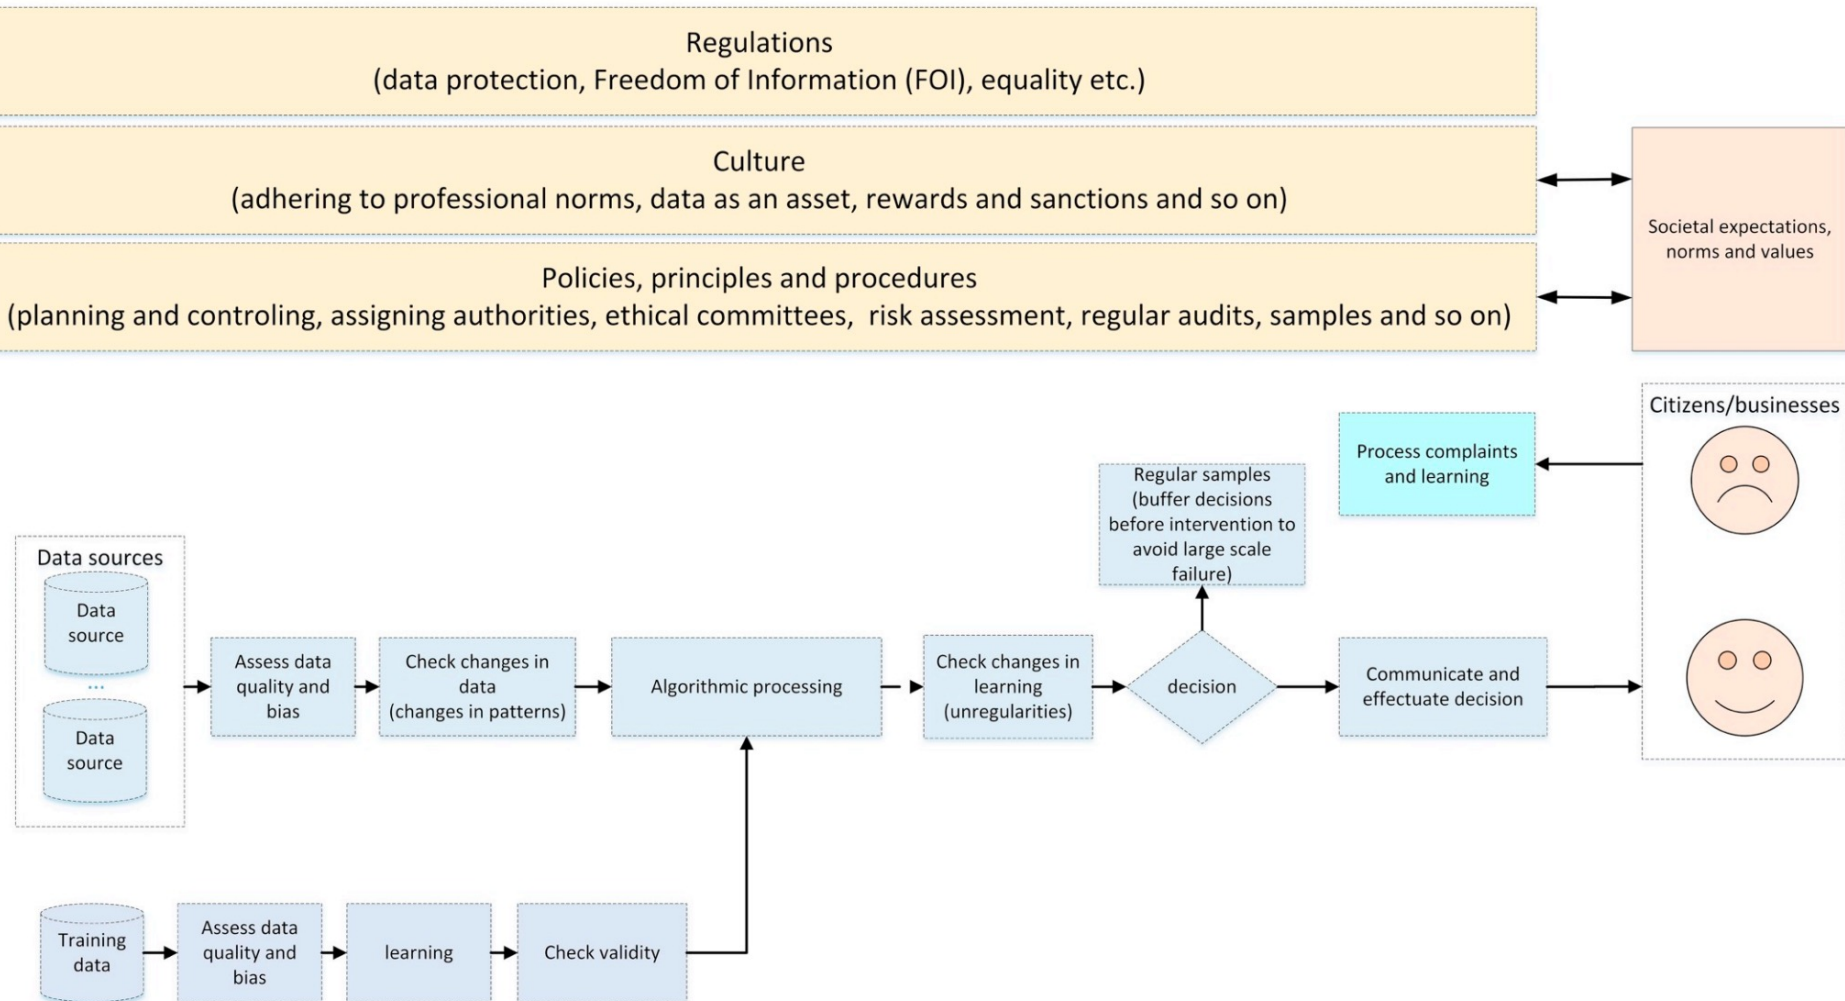 Regulations
(data protection, Freedom of Information (FOI), equality etc.)
Culture
(adhering to professional norms, data as an asset, rewards and sanctions and so on)
Policies, principles and procedures
(planning and controling, assigning authorities, ethical committees, risk assessment, regular audits, samples and so on)
Societal expectations,
norms and values
Citizens/businesses
Process complaints
and learning
Regular samples
(buffer decisions
before intervention to
avoid large scale
failure)
Data sources
Data
source
...
Data
source
Assess data
quality and
bias
Check changes in
data
(changes in patterns)
Algorithmic processing
Check changes in
learning
(unregularities)
decision
Communicate and
effectuate decision
Training
data
Assess data
quality and
bias
learning
Check validity